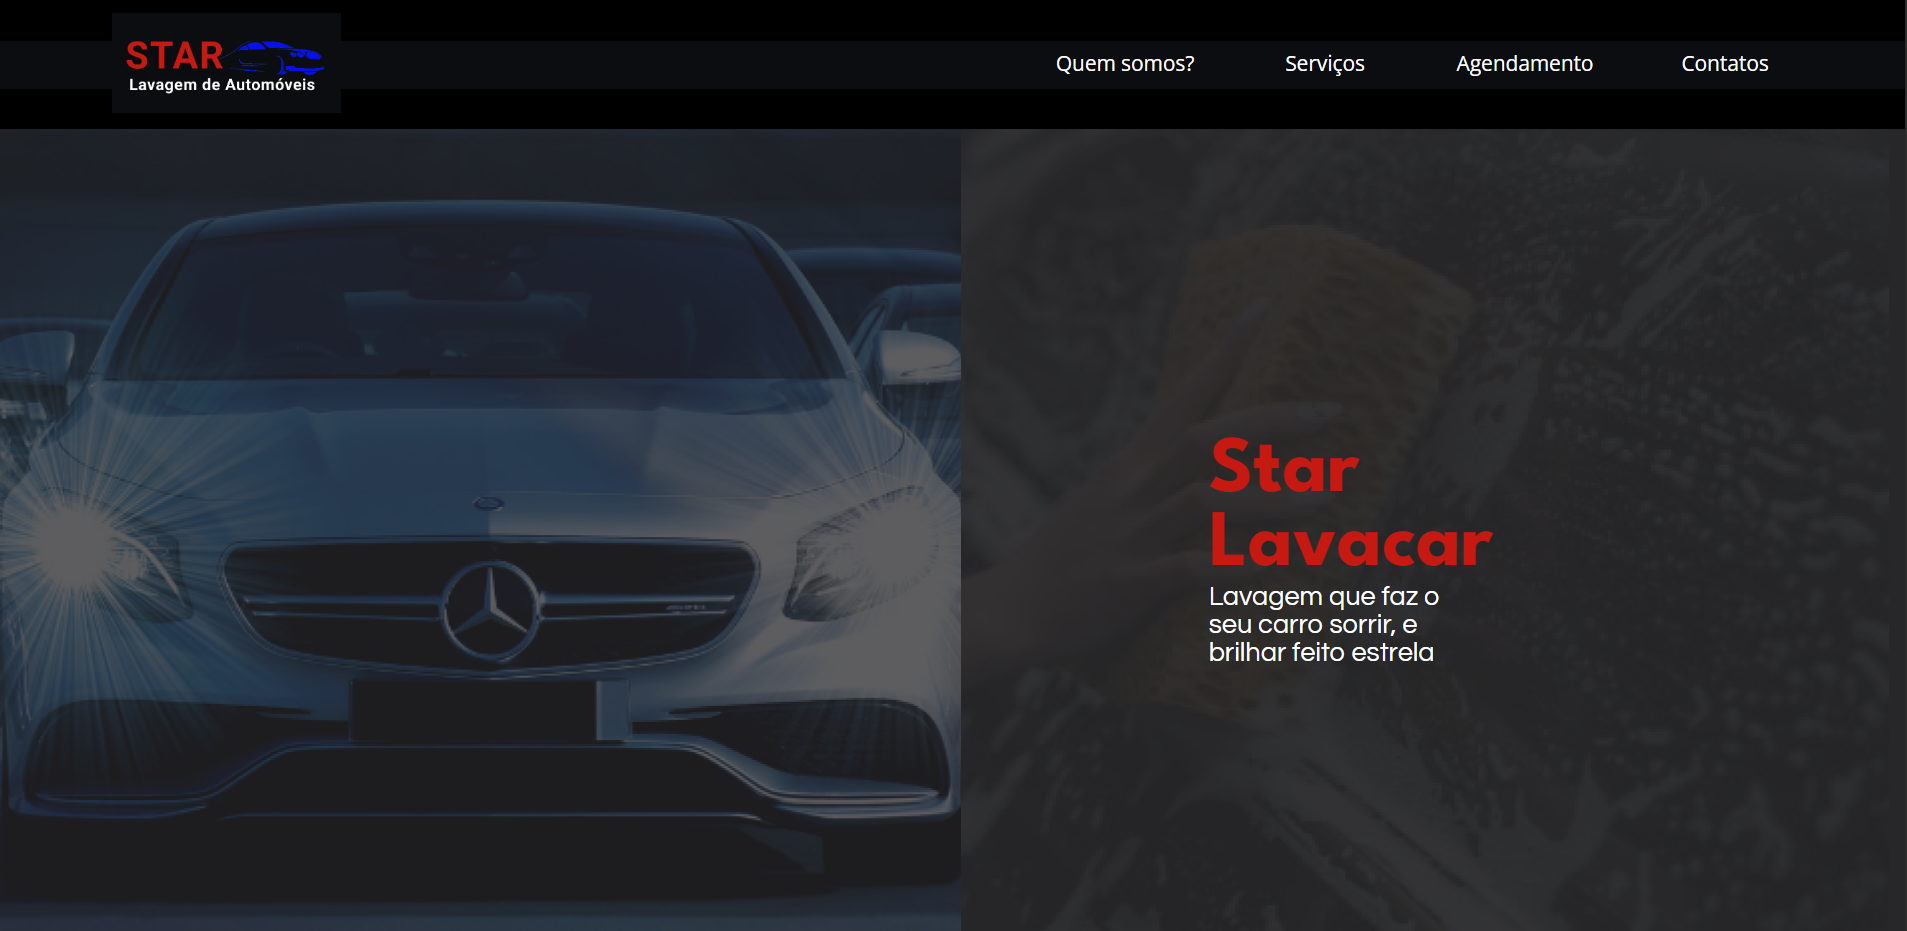 STAR
Lavagem de Automóveis
Quem somos? Serviços Agendamento Contatos
Star
Lavacar
Lavagem que faz o
seu carro sorrir, e
brilhar feito estrela